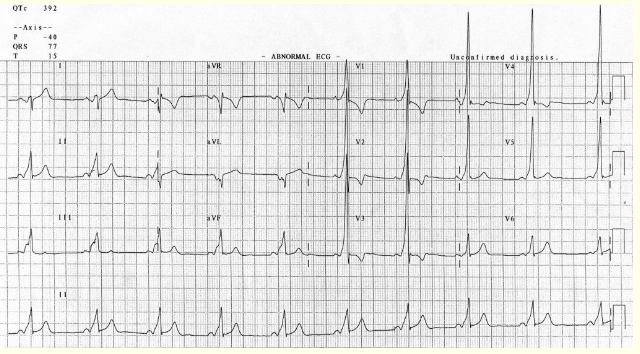 QTc 392
--Axis--
P -40
QRS 77
T 15
- ABNORMAL ECG -
Unconfirmed diagnosis.
I aVR V1 V4
II aVL V2 V5
III aVF V3 V6
II